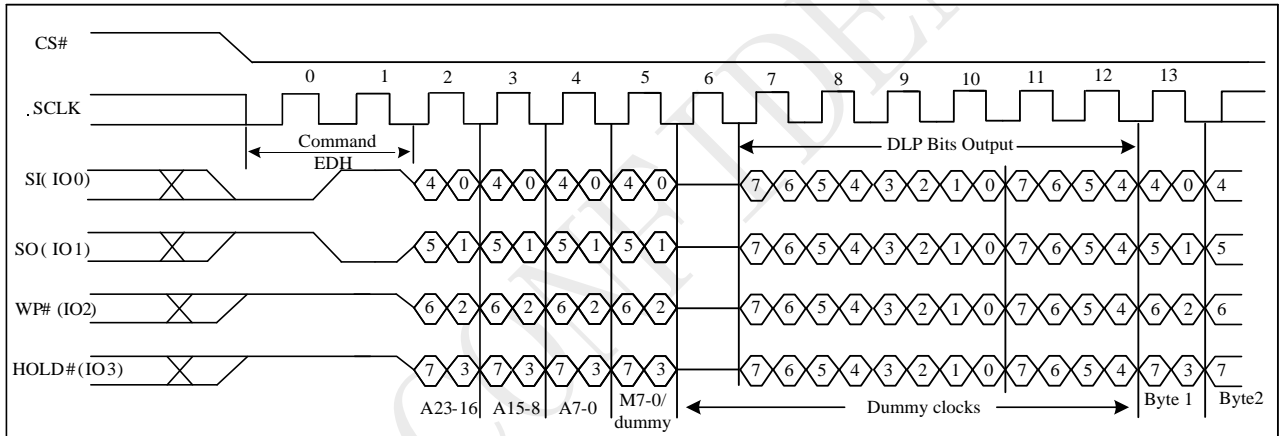 CS#
0 1 2 3 4 5 6 7 8 9 10 11 12 13
SCLK
Command
EDH
DLP Bits Output
SI( IO0) 4 0 4 0 4 0 4 0 7 6 5 4 3 2 1 0 7 6 5 4 4 0 4
SO( IO1) 5 1 5 1 5 1 5 1 7 6 5 4 3 2 1 0 7 6 5 4 5 1 5
WP# (IO2) 6 2 6 2 6 2 6 2 7 6 5 4 3 2 1 0 7 6 5 4 6 2 6
HOLD# (IO3) 7 3 7 3 7 3 7 3 7 6 5 4 3 2 1 0 7 6 5 4 7 3 7
A23-16 A15-8 A7-0 M7-0/
dummy
Dummy clocks
Byte 1 Byte2
CONFIDE